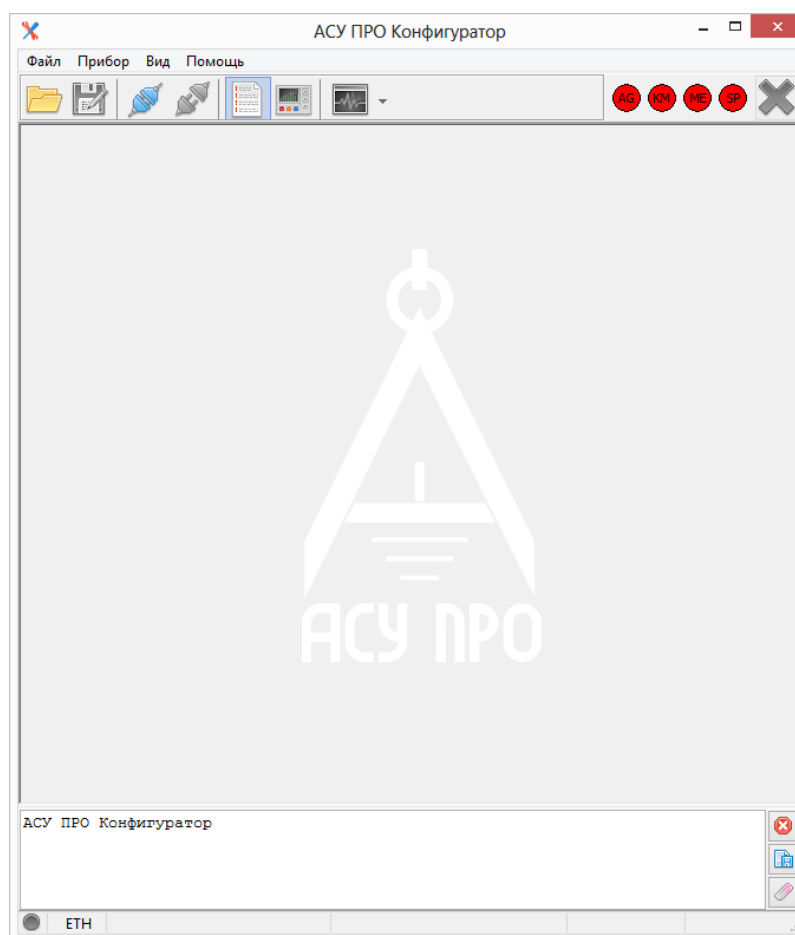 АСУ ПРО Конфигуратор
Файл Прибор Вид Помощь
AG KM ME SP
АСУ ПРО
АСУ ПРО Конфигуратор
ETH